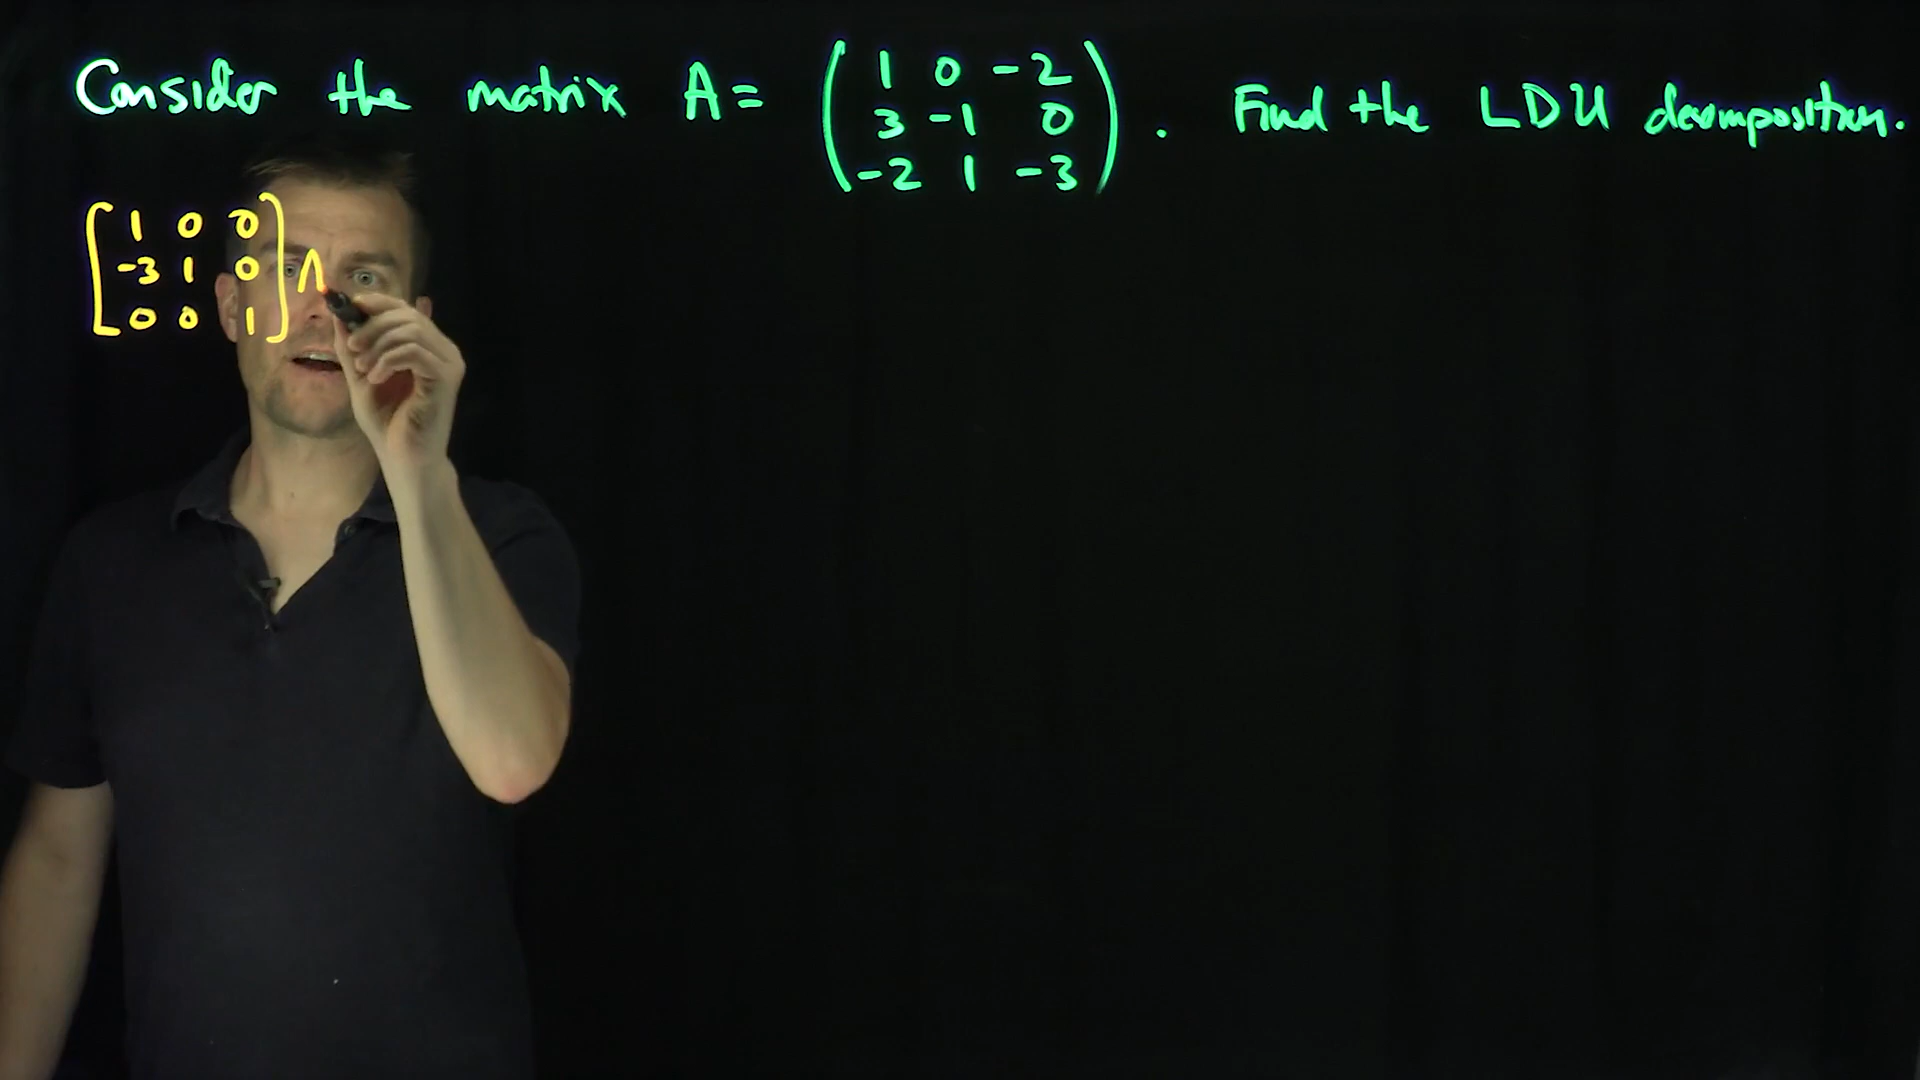 Consider the matrix A = ( 1 0 -2 ) . Find the LDU decomposition.
3 -1 0
-2 1 -3
[ 1 0 0 ]
-3 1 0
0 0 1